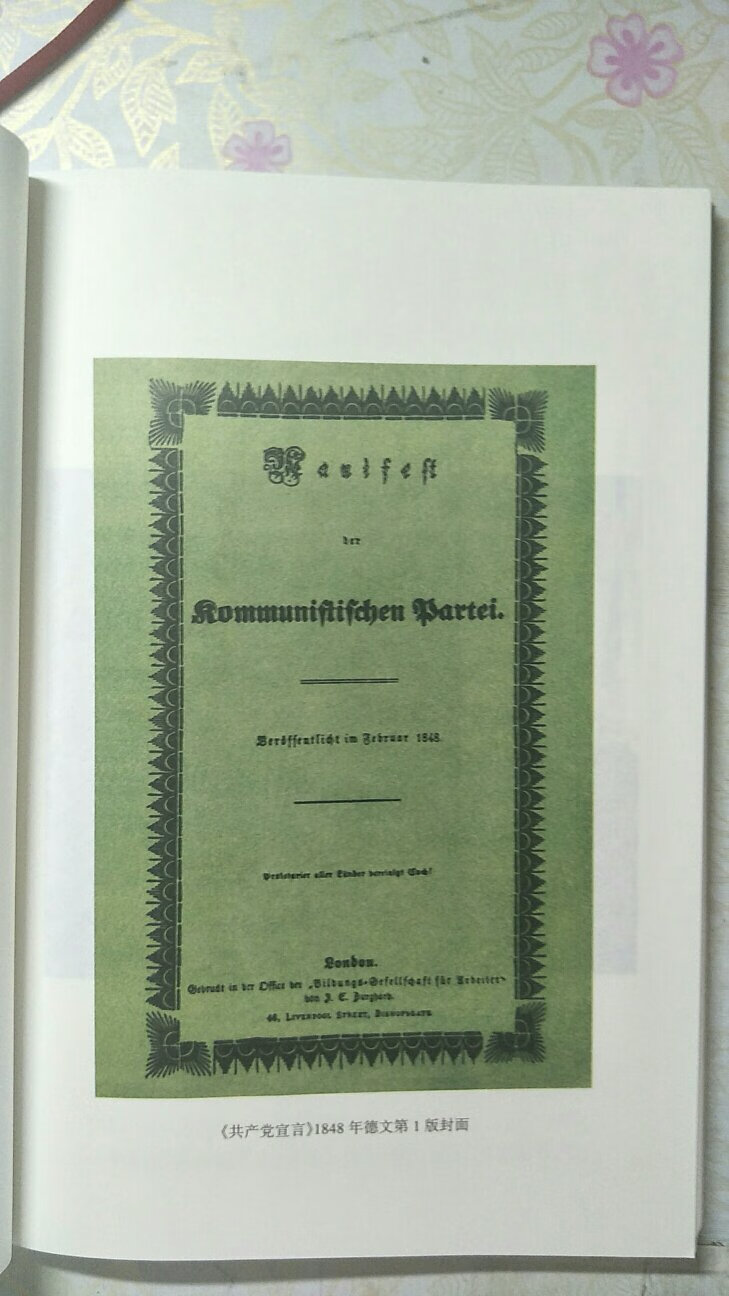 Manifest
der
Kommunistischen Partei.
Veröffentlicht im Februar 1848.
Proletarier aller Länder vereinigt Euch!
London.
Gedruckt in der Office der „Bildungs-Gesellschaft für Arbeiter"
von J. E. Burghard.
46, LIVERPOOL STREET, BISHOPSGATE
《共产党宣言》1848 年德文第 1 版封面